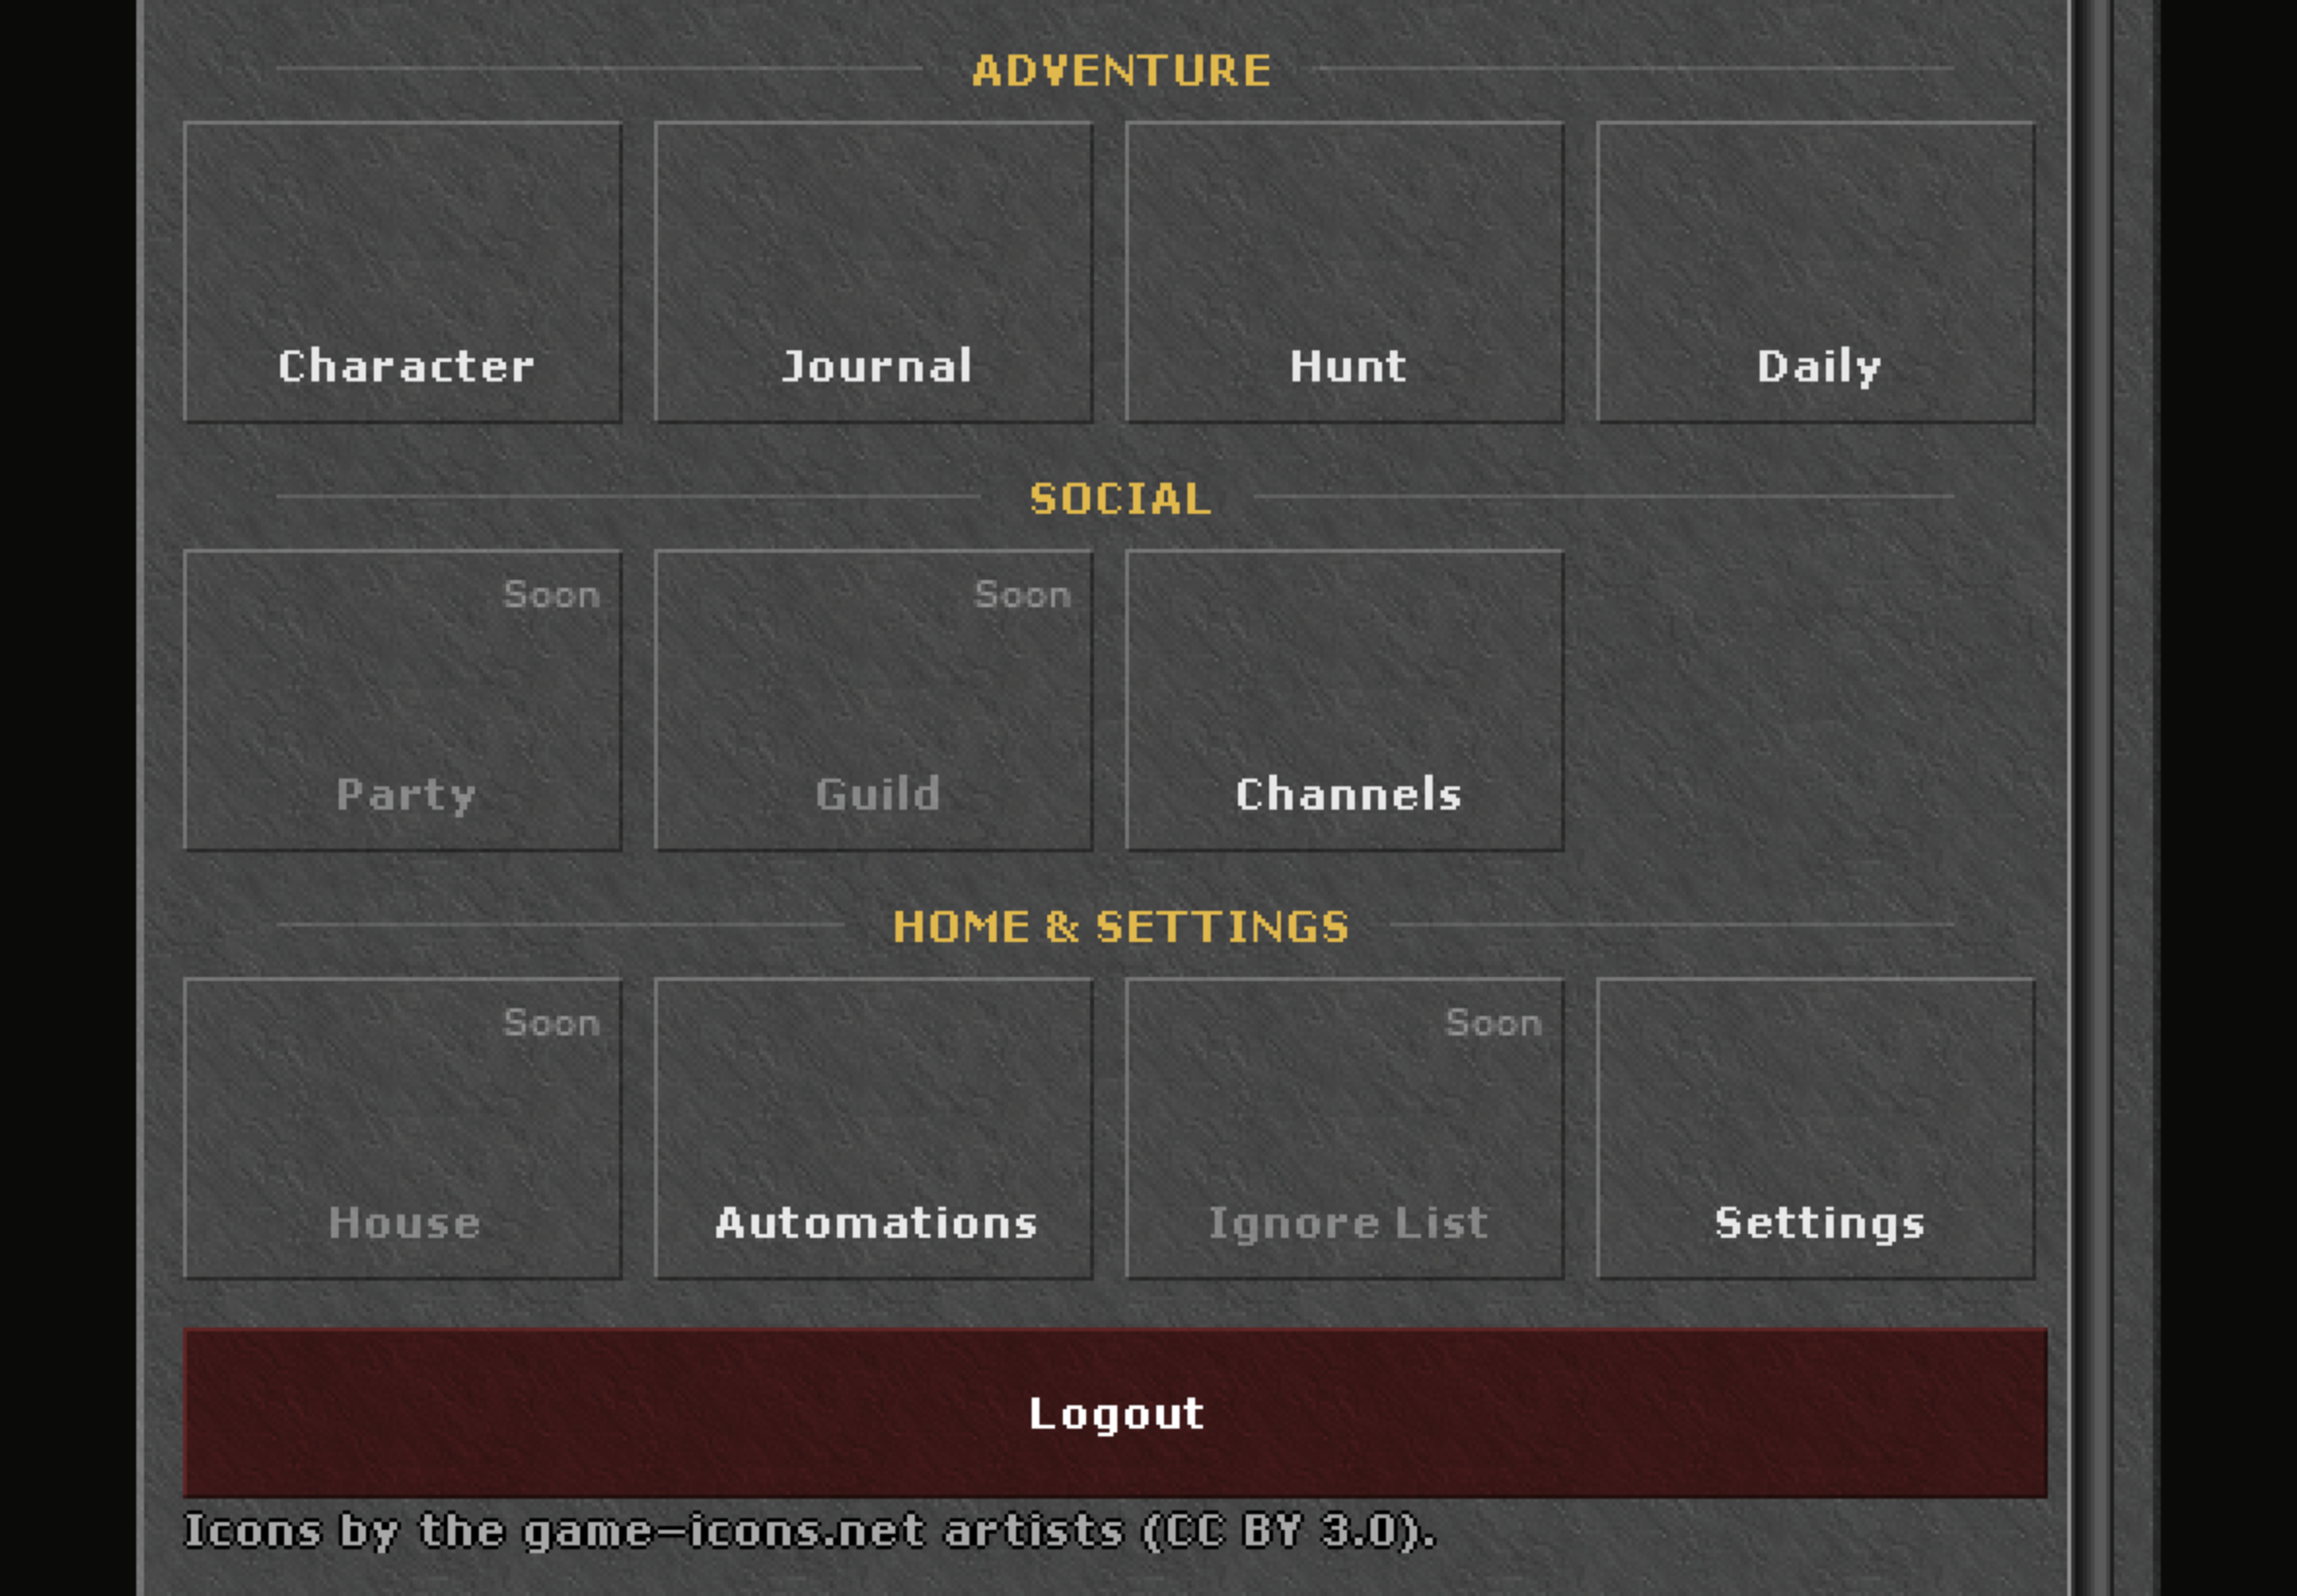 ADVENTURE
Character Journal Hunt Daily
SOCIAL
Soon Soon
Party Guild Channels
HOME & SETTINGS
Soon Soon
House Automations Ignore List Settings
Logout
Icons by the game-icons.net artists (CC BY 3.0).